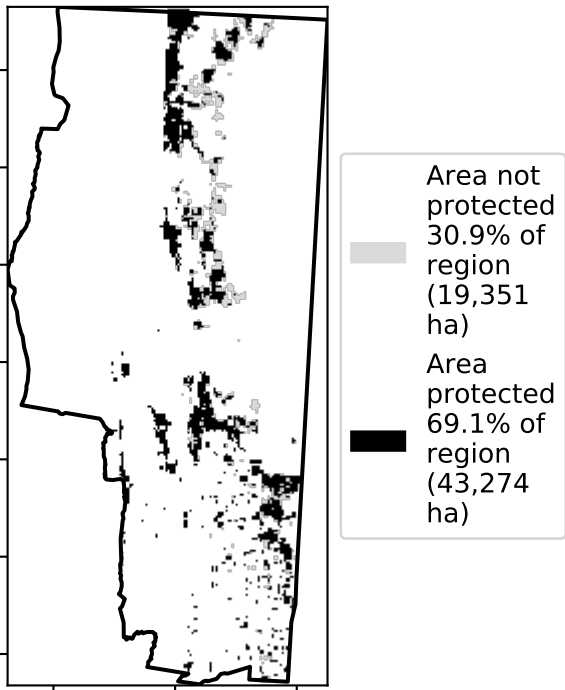 Area not
protected
30.9% of
region
(19,351
ha)
Area
protected
69.1% of
region
(43,274
ha)